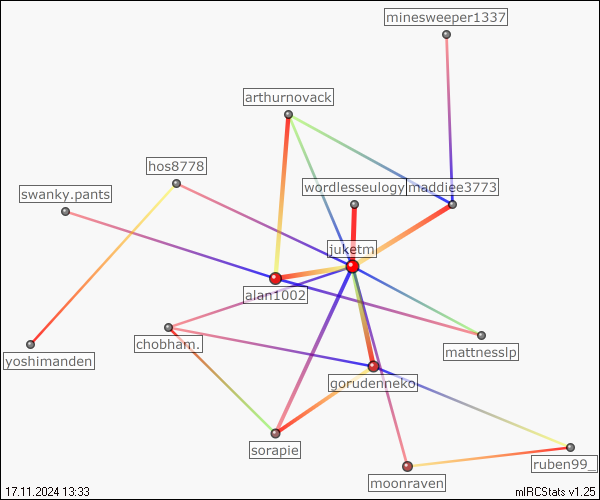 minesweeper1337
arthurnovack
hos8778
wordlesseulogy
maddiee3773
swanky.pants
juketm
alan1002
chobham.
mattnesslp
yoshimanden
gorudenneko
sorapie
ruben99_
moonraven
17.11.2024 13:33
mIRCStats v1.25